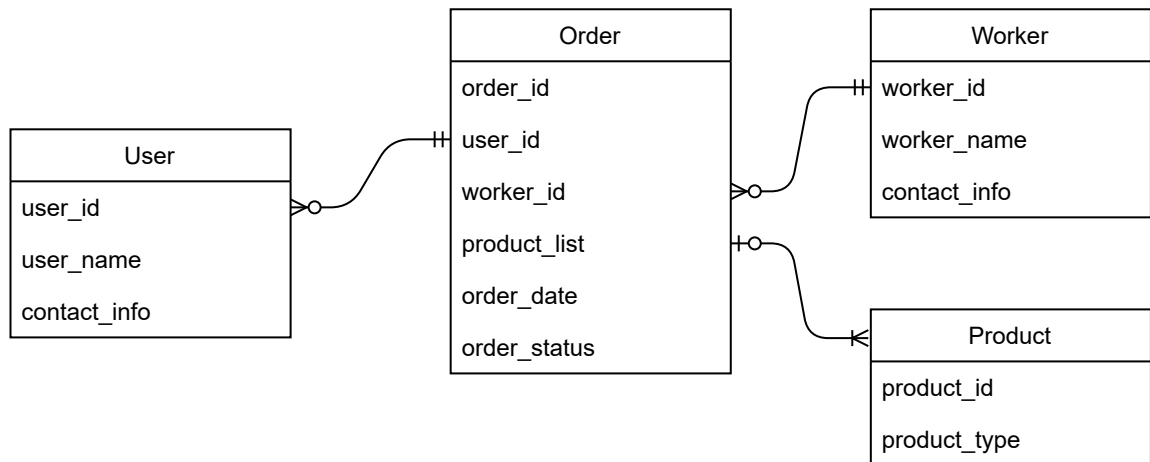 User
user_id
user_name
contact_info
Order
order_id
user_id
worker_id
product_list
order_date
order_status
Worker
worker_id
worker_name
contact_info
Product
product_id
product_type